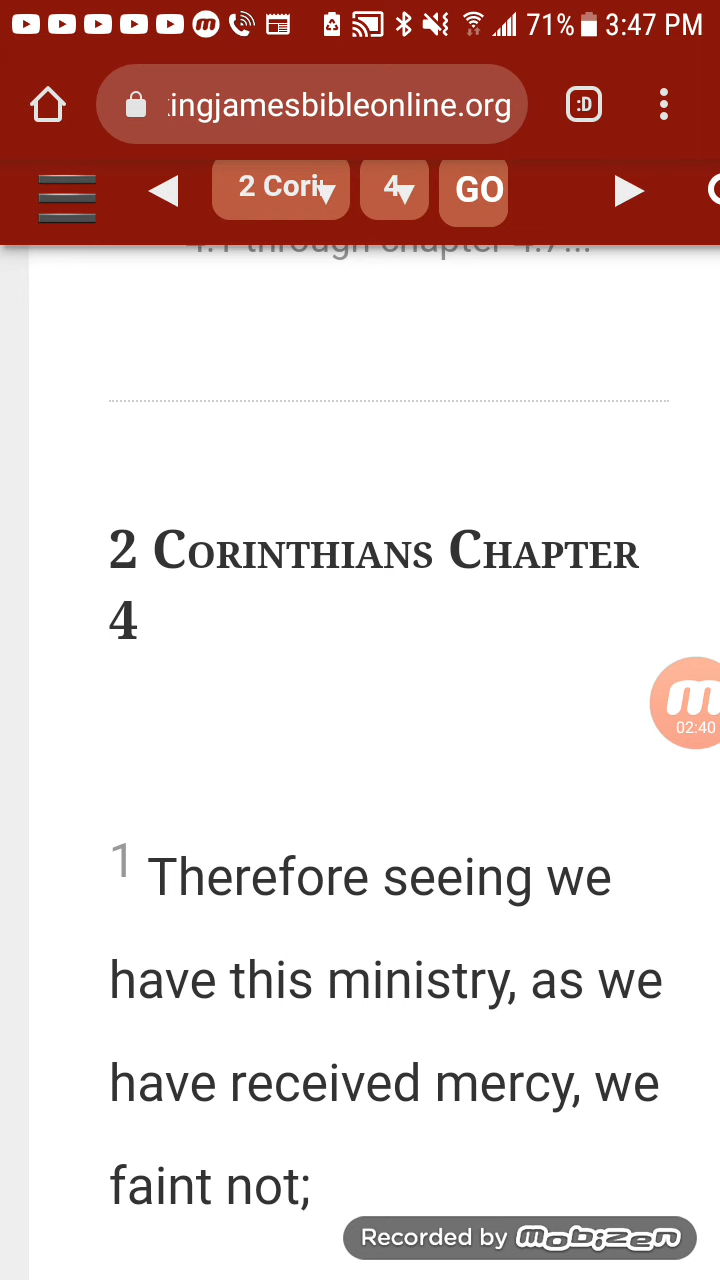 71% 3:47 PM
ingjamesbibleonline.org :D
2 Cori 4 GO
2 CORINTHIANS CHAPTER
4
m
02:40
1 Therefore seeing we
have this ministry, as we
have received mercy, we
faint not;
Recorded by mobizen